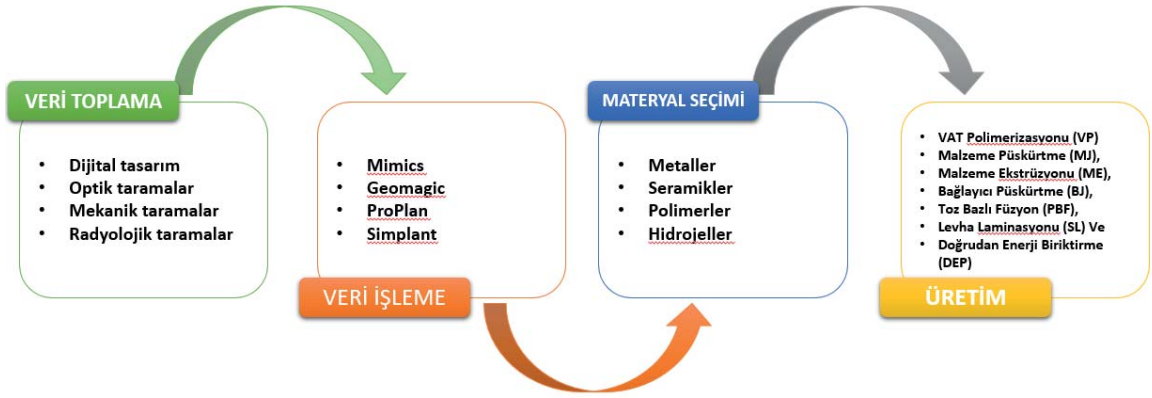 VERİ TOPLAMA
Dijital tasarım
Optik taramalar
Mekanik taramalar
Radyolojik taramalar
Mimics
Geomagic
ProPlan
Simplant
VERİ İŞLEME
MATERYAL SEÇİMİ
Metaller
Seramikler
Polimerler
Hidrojeller
VAT Polimerizasyonu (VP)
Malzeme Püskürtme (MJ),
Malzeme Ekstrüzyonu (ME),
Bağlayıcı Püskürtme (BJ),
Toz Bazlı Füzyon (PBF),
Levha Laminasyonu (SL) Ve
Doğrudan Enerji Biriktirme
(DEP)
ÜRETİM